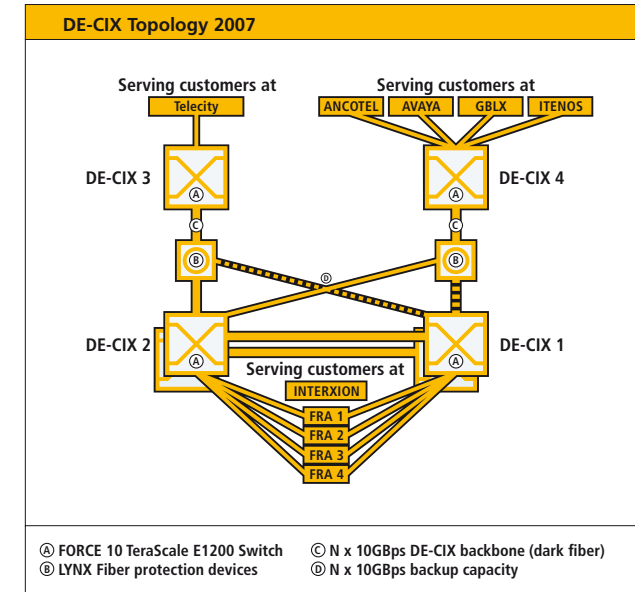 DE-CIX Topology 2007
Serving customers at
Telecity
Serving customers at
ANCOTEL AVAYA GBLX ITENOS
DE-CIX 3
A
DE-CIX 4
A
C
C
B
B
D
DE-CIX 2
A
DE-CIX 1
A
Serving customers at
INTERXION
FRA 1
FRA 2
FRA 3
FRA 4
A FORCE 10 TeraScale E1200 Switch
B LYNX Fiber protection devices
C N x 10GBps DE-CIX backbone (dark fiber)
D N x 10GBps backup capacity